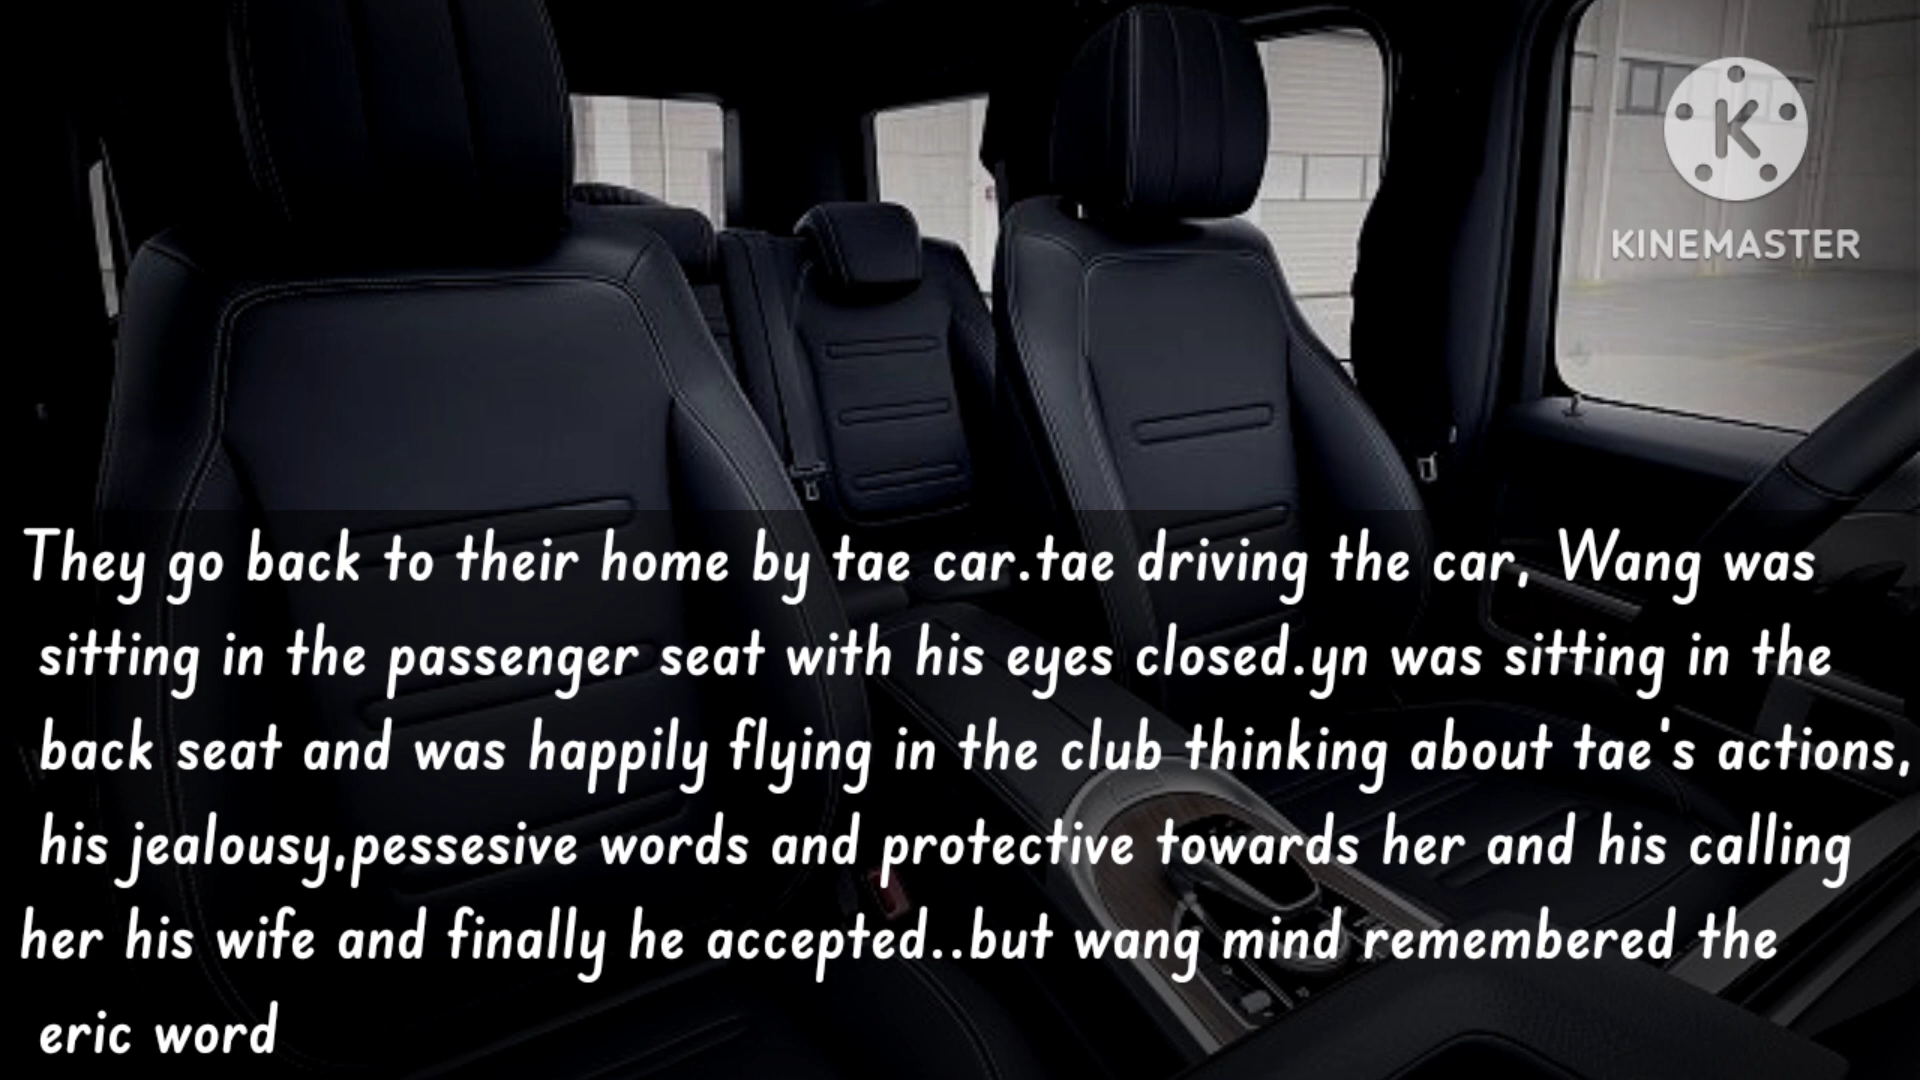 KINEMASTER
They go back to their home by tae car.tae driving the car, Wang was
sitting in the passenger seat with his eyes closed.yn was sitting in the
back seat and was happily flying in the club thinking about tae's actions,
his jealousy,pessesive words and protective towards her and his calling
her his wife and finally he accepted..but wang mind remembered the
eric word